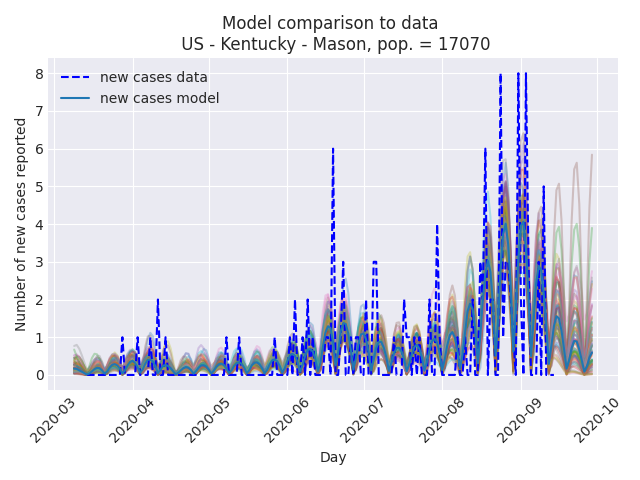 Model comparison to data
US - Kentucky - Mason, pop. = 17070
new cases data
new cases model
Number of new cases reported
8
7
6
5
4
3
2
1
0
2020-03
2020-04
2020-05
2020-06
2020-07
2020-08
2020-09
2020-10
Day